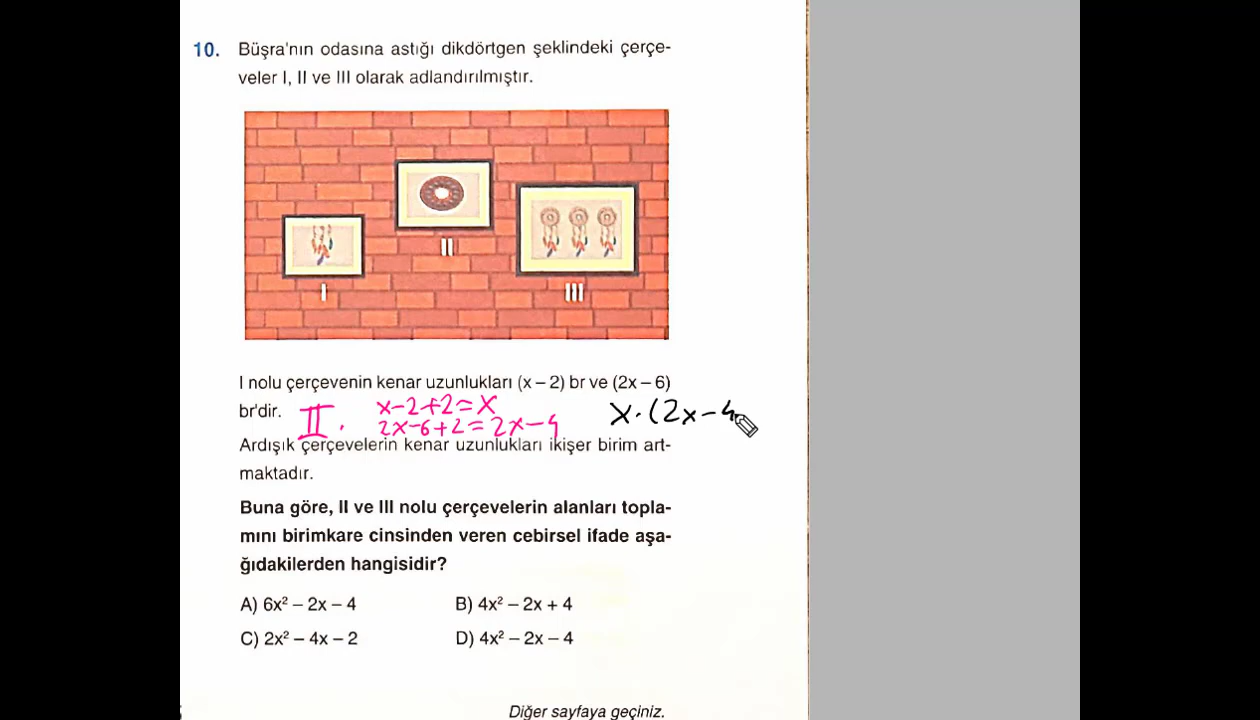 10. Büşra'nın odasına astığı dikdörtgen şeklindeki çerçe-
veler I, II ve III olarak adlandırılmıştır.
II
I
III
I nolu çerçevenin kenar uzunlukları (x – 2) br ve (2x – 6)
br'dir.
II. x-2+2=x
2x-6+2=2x-4
x·(2x-4
Ardışık çerçevelerin kenar uzunlukları ikişer birim art-
maktadır.
Buna göre, II ve III nolu çerçevelerin alanları topla-
mını birimkare cinsinden veren cebirsel ifade aşa-
ğıdakilerden hangisidir?
A) 6x² – 2x – 4 B) 4x² – 2x + 4
C) 2x² – 4x – 2 D) 4x² – 2x – 4
Diğer sayfaya geçiniz.